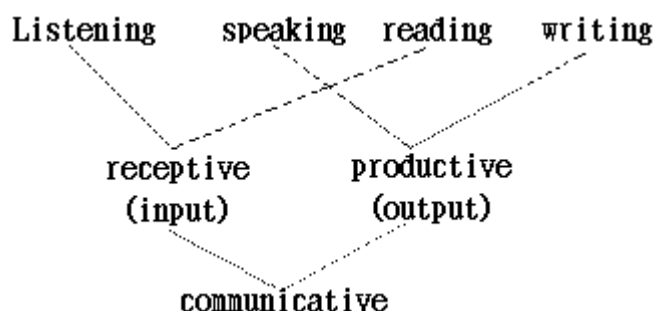 Listening speaking reading writing
receptive productive
(input) (output)
communicative